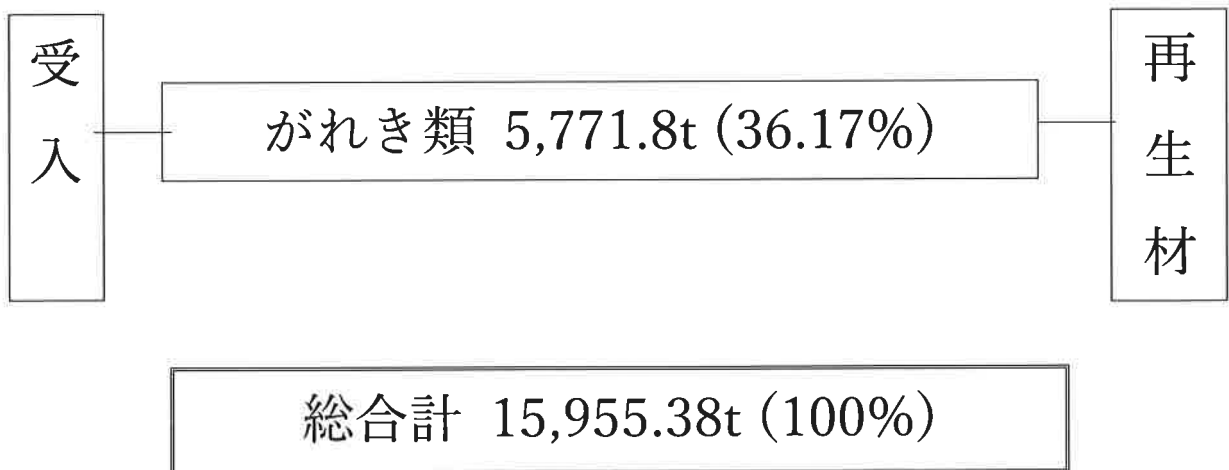 受入
がれき類 5,771.8t (36.17%)
再生材
総合計 15,955.38t (100%)